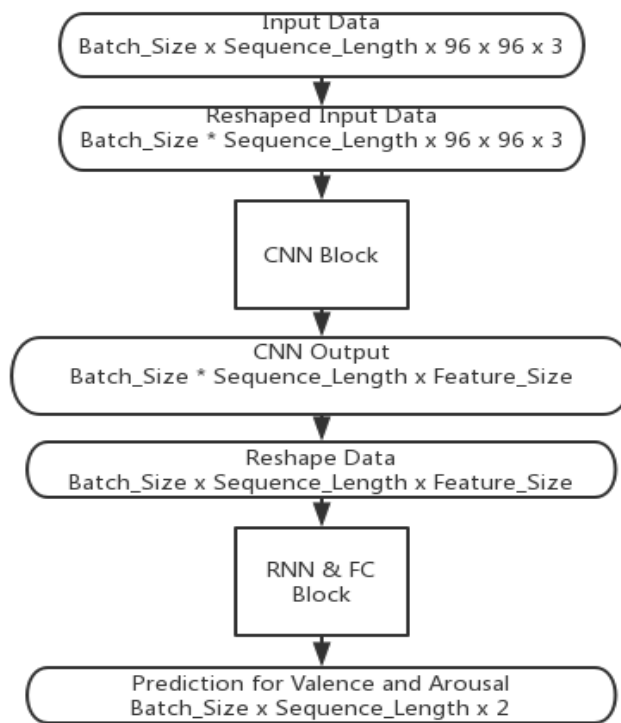 Input Data
Batch_Size x Sequence_Length x 96 x 96 x 3
Reshaped Input Data
Batch_Size * Sequence_Length x 96 x 96 x 3
CNN Block
CNN Output
Batch_Size * Sequence_Length x Feature_Size
Reshape Data
Batch_Size x Sequence_Length x Feature_Size
RNN & FC
Block
Prediction for Valence and Arousal
Batch_Size x Sequence_Length x 2